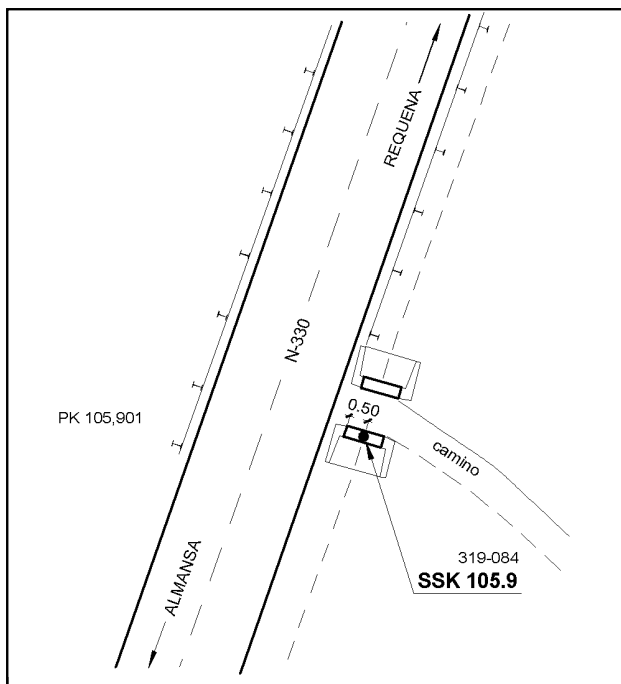 REQUENA
N-330
PK 105,901
0.50
camino
319-084
SSK 105.9
ALMANSA